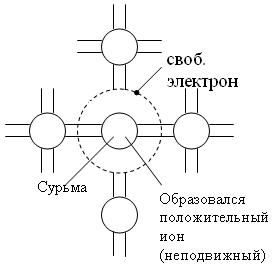 своб.
электрон
Сурьма
Образовался
положительный
ион
(неподвижный)